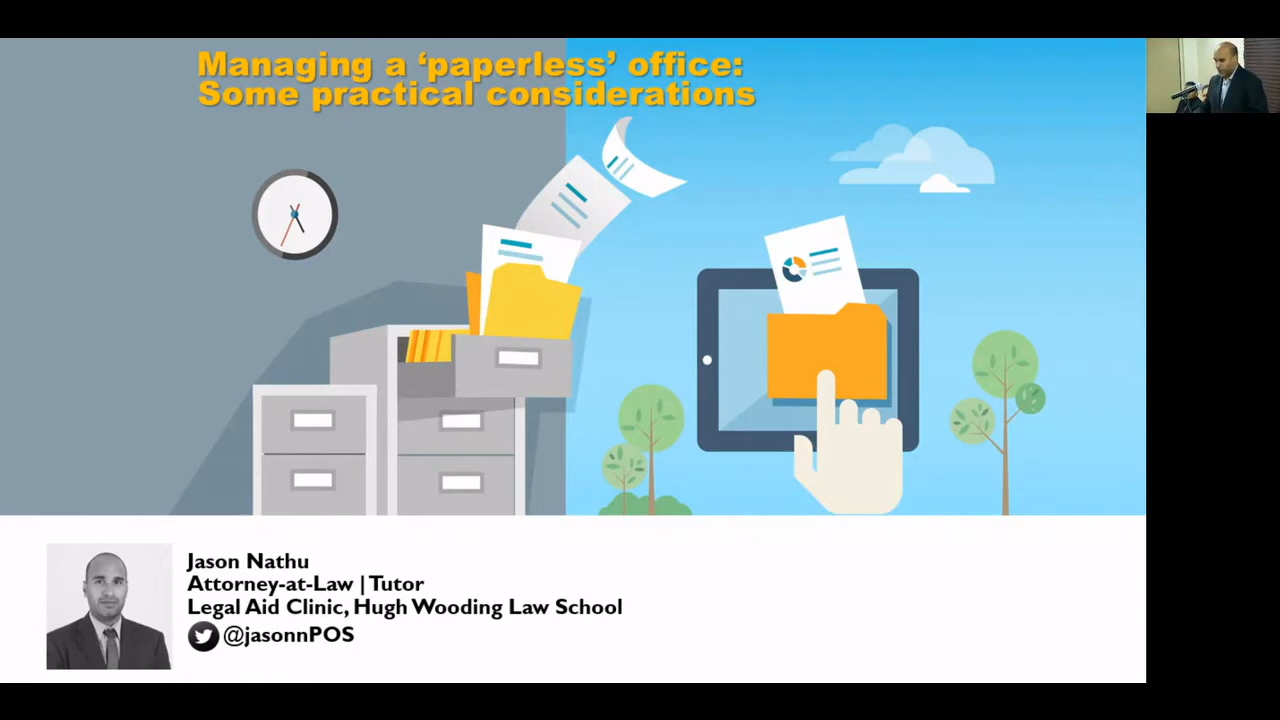 Managing a ‘paperless’ office:
Some practical considerations
Jason Nathu
Attorney-at-Law | Tutor
Legal Aid Clinic, Hugh Wooding Law School
@jasonnPOS